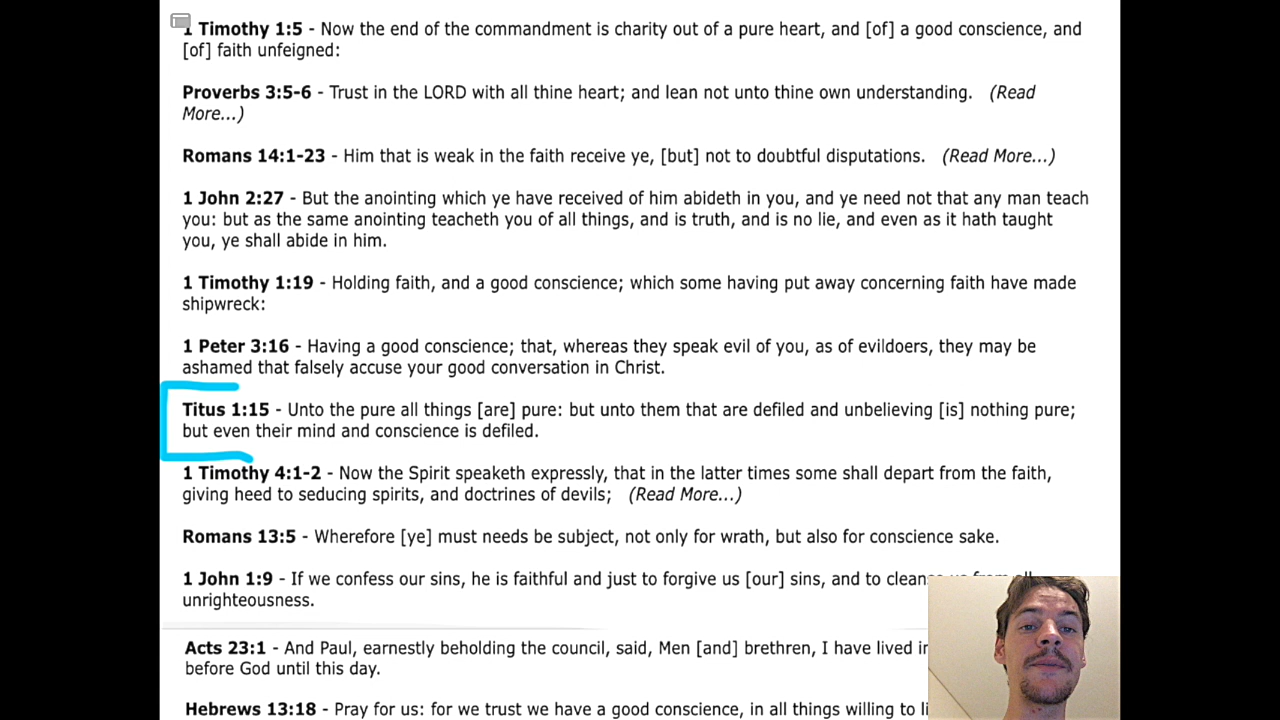 1 Timothy 1:5 - Now the end of the commandment is charity out of a pure heart, and [of] a good conscience, and
[of] faith unfeigned:
Proverbs 3:5-6 - Trust in the LORD with all thine heart; and lean not unto thine own understanding. (Read
More...)
Romans 14:1-23 - Him that is weak in the faith receive ye, [but] not to doubtful disputations. (Read More...)
1 John 2:27 - But the anointing which ye have received of him abideth in you, and ye need not that any man teach
you: but as the same anointing teacheth you of all things, and is truth, and is no lie, and even as it hath taught
you, ye shall abide in him.
1 Timothy 1:19 - Holding faith, and a good conscience; which some having put away concerning faith have made
shipwreck:
1 Peter 3:16 - Having a good conscience; that, whereas they speak evil of you, as of evildoers, they may be
ashamed that falsely accuse your good conversation in Christ.
Titus 1:15 - Unto the pure all things [are] pure: but unto them that are defiled and unbelieving [is] nothing pure;
but even their mind and conscience is defiled.
1 Timothy 4:1-2 - Now the Spirit speaketh expressly, that in the latter times some shall depart from the faith,
giving heed to seducing spirits, and doctrines of devils; (Read More...)
Romans 13:5 - Wherefore [ye] must needs be subject, not only for wrath, but also for conscience sake.
1 John 1:9 - If we confess our sins, he is faithful and just to forgive us [our] sins, and to
unrighteousness.
Acts 23:1 - And Paul, earnestly beholding the council, said, Men [and] brethren, I have lived
before God until this day.
Hebrews 13:18 - Pray for us: for we trust we have a good conscience, in all things willing to